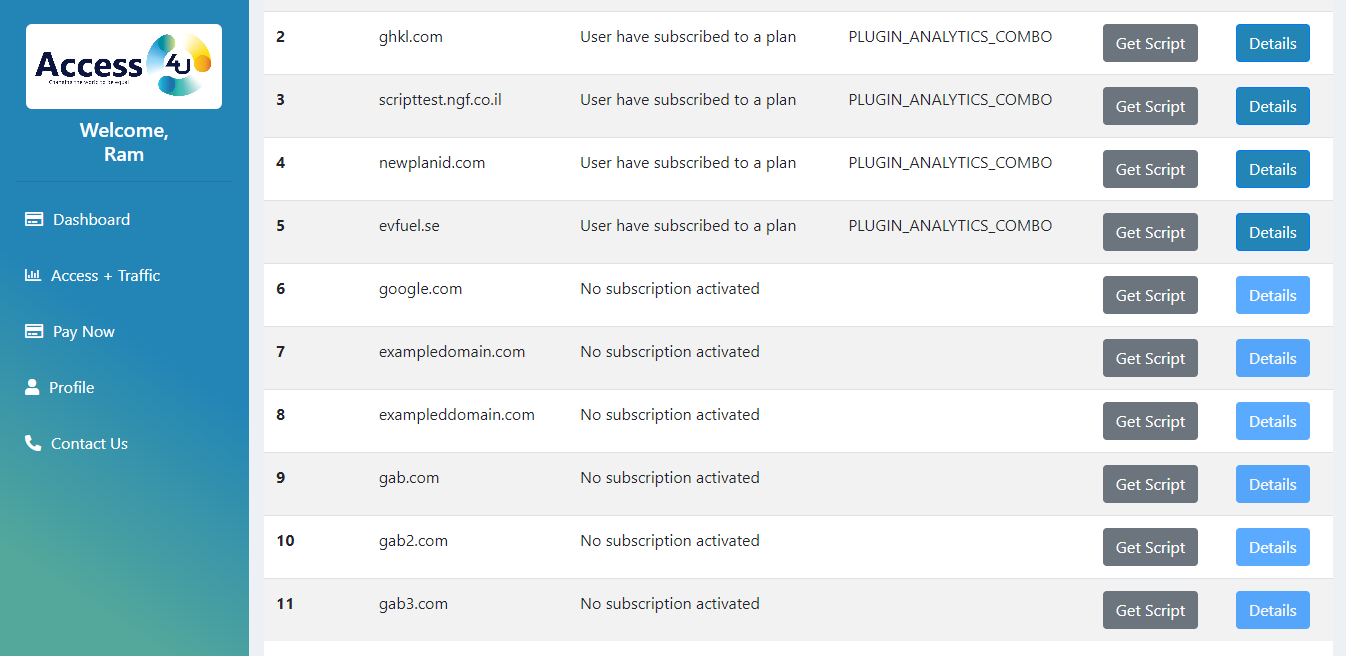 Access 4U
Changing the world to be equal
Welcome,
Ram
Dashboard
Access + Traffic
Pay Now
Profile
Contact Us
2 ghkl.com User have subscribed to a plan PLUGIN_ANALYTICS_COMBO Get Script Details
3 scripttest.ngf.co.il User have subscribed to a plan PLUGIN_ANALYTICS_COMBO Get Script Details
4 newplanid.com User have subscribed to a plan PLUGIN_ANALYTICS_COMBO Get Script Details
5 evfuel.se User have subscribed to a plan PLUGIN_ANALYTICS_COMBO Get Script Details
6 google.com No subscription activated Get Script Details
7 exampledomain.com No subscription activated Get Script Details
8 exampleddomain.com No subscription activated Get Script Details
9 gab.com No subscription activated Get Script Details
10 gab2.com No subscription activated Get Script Details
11 gab3.com No subscription activated Get Script Details